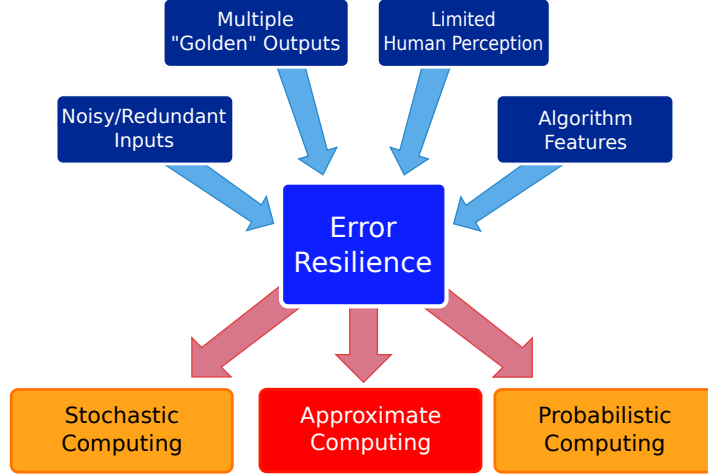 Multiple
"Golden" Outputs
Limited
Human Perception
Noisy/Redundant
Inputs
Algorithm
Features
Error
Resilience
Stochastic
Computing
Approximate
Computing
Probabilistic
Computing